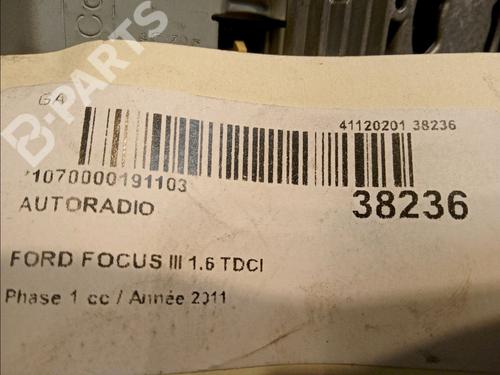 B-PARTS
GA
41120201 38236
*1070000191103
AUTORADIO
38236
FORD FOCUS III 1.6 TDCI
Phase 1 cc / Année 2011